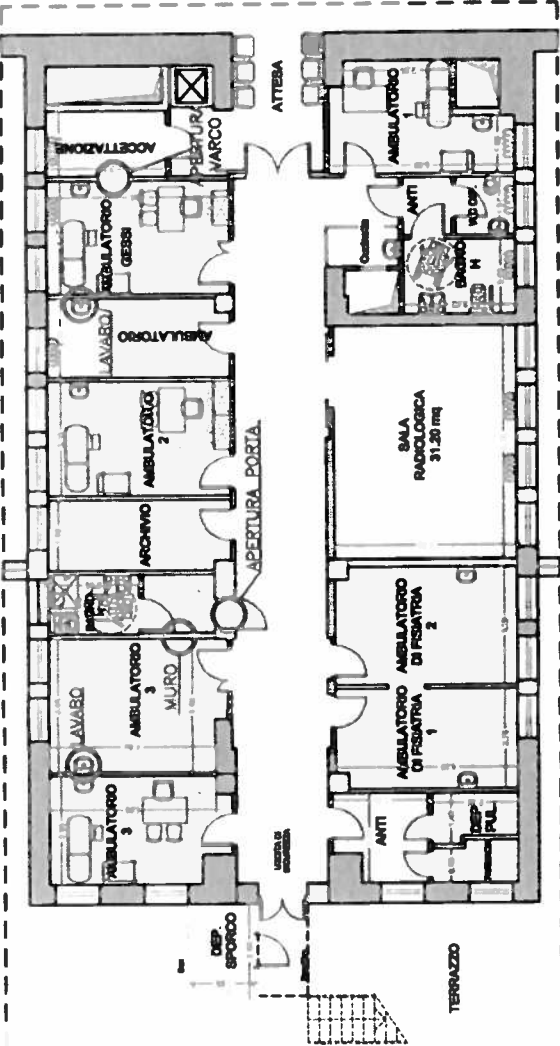 ATTESA
ACCETTAZIONE
APERTURA
VARCO
AMBULATORIO
1
AMBULATORIO
GESSI
ANTI
BAGNO
H
LAVABO
AMBULATORIO
AMBULATORIO
2
SALA
RADIOLOGICA
31.20 mq
APERTURA PORTA
ARCHIVIO
BAGNO
H
AMBULATORIO
DI FISIATRIA
2
AMBULATORIO
3
MURO
LAVABO
AMBULATORIO
DI FISIATRIA
1
AMBULATORIO
3
USCITA DI
SICUREZZA
ANTI
DEP.
PUL.
DEP.
SPORCO
TERRAZZO